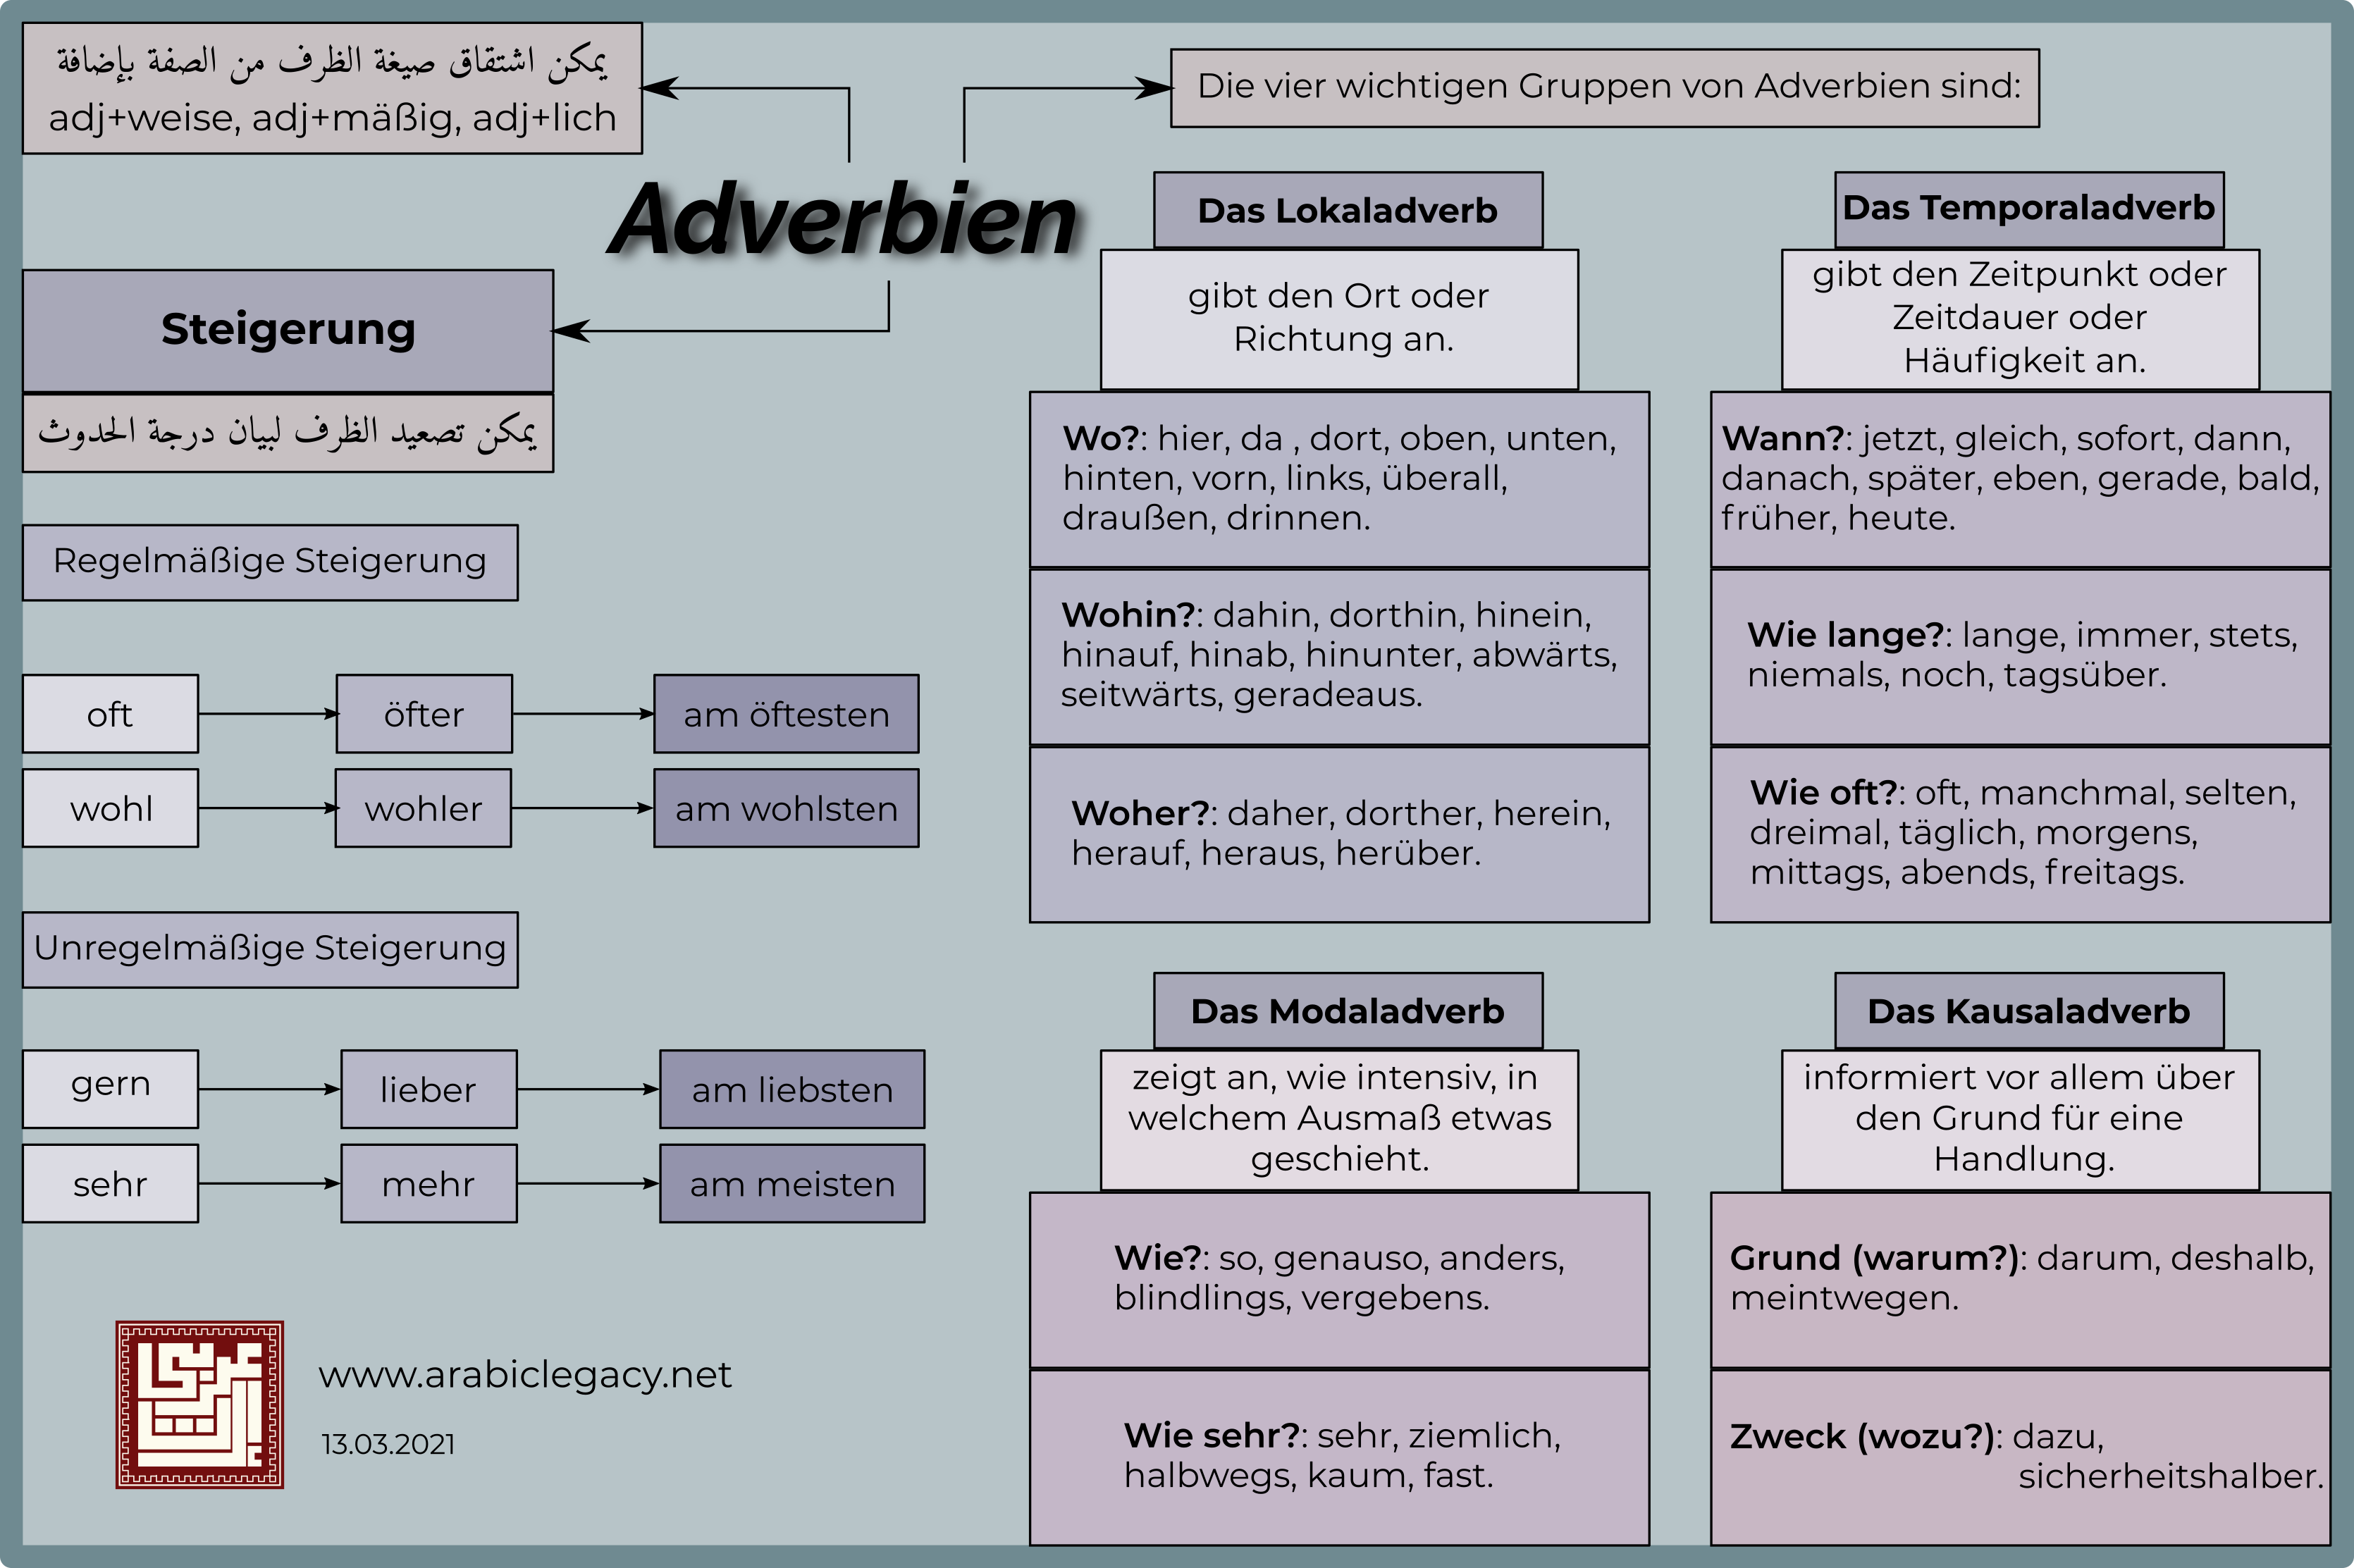 يمكن اشتقاق صيغة الظرف من الصفة بإضافة
adj+weise, adj+mäßig, adj+lich
Die vier wichtigen Gruppen von Adverbien sind:
Adverbien
Steigerung
يمكن تصعيد الظرف لبيان درجة الحدوث
Regelmäßige Steigerung
oft öfter am öftesten
wohl wohler am wohlsten
Unregelmäßige Steigerung
gern lieber am liebsten
sehr mehr am meisten
www.arabiclegacy.net
13.03.2021
Das Lokaladverb
gibt den Ort oder
Richtung an.
Wo?: hier, da , dort, oben, unten,
hinten, vorn, links, überall,
draußen, drinnen.
Wohin?: dahin, dorthin, hinein,
hinauf, hinab, hinunter, abwärts,
seitwärts, geradeaus.
Woher?: daher, dorther, herein,
herauf, heraus, herüber.
Das Temporaladverb
gibt den Zeitpunkt oder
Zeitdauer oder
Häufigkeit an.
Wann?: jetzt, gleich, sofort, dann,
danach, später, eben, gerade, bald,
früher, heute.
Wie lange?: lange, immer, stets,
niemals, noch, tagsüber.
Wie oft?: oft, manchmal, selten,
dreimal, täglich, morgens,
mittags, abends, freitags.
Das Modaladverb
zeigt an, wie intensiv, in
welchem Ausmaß etwas
geschieht.
Wie?: so, genauso, anders,
blindlings, vergebens.
Wie sehr?: sehr, ziemlich,
halbwegs, kaum, fast.
Das Kausaladverb
informiert vor allem über
den Grund für eine
Handlung.
Grund (warum?): darum, deshalb,
meintwegen.
Zweck (wozu?): dazu,
sicherheitshalber.